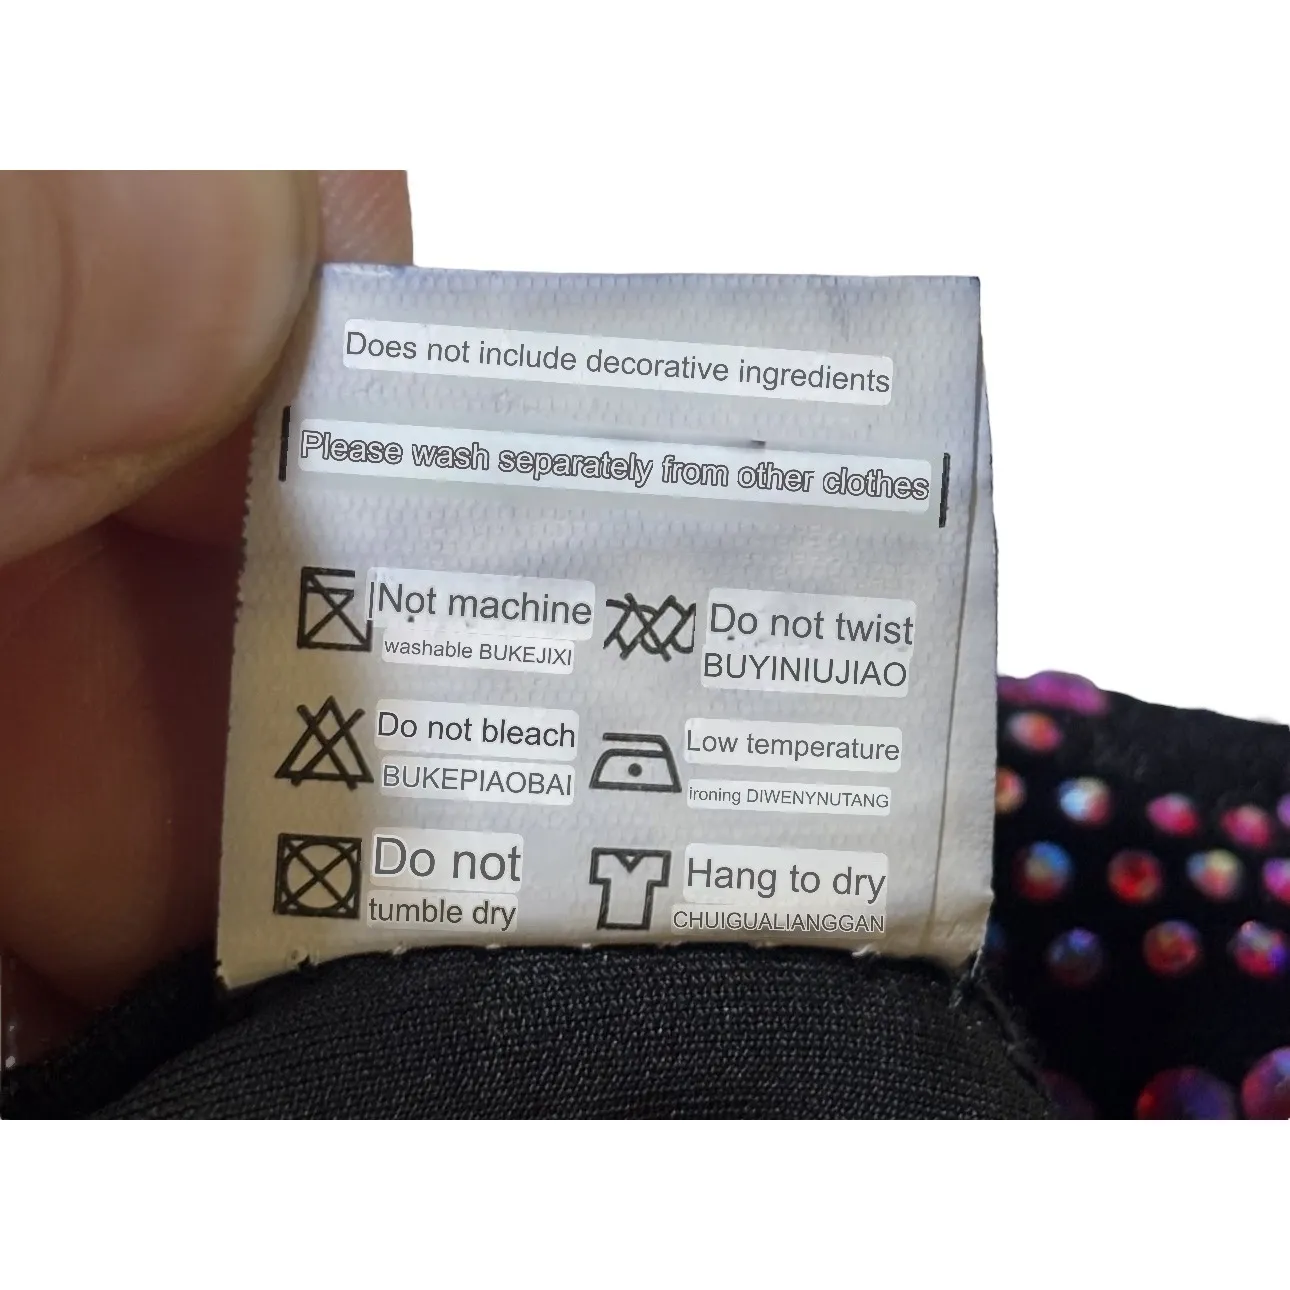 Does not include decorative ingredients
Please wash separately from other clothes
Not machine
washable BUKEJIXI
Do not twist
BUYINIUJIAO
Do not bleach
BUKEPIAOBAI
Low temperature
ironing DIWENYNUTANG
Do not
tumble dry
Hang to dry
CHUIGUALIANGGAN